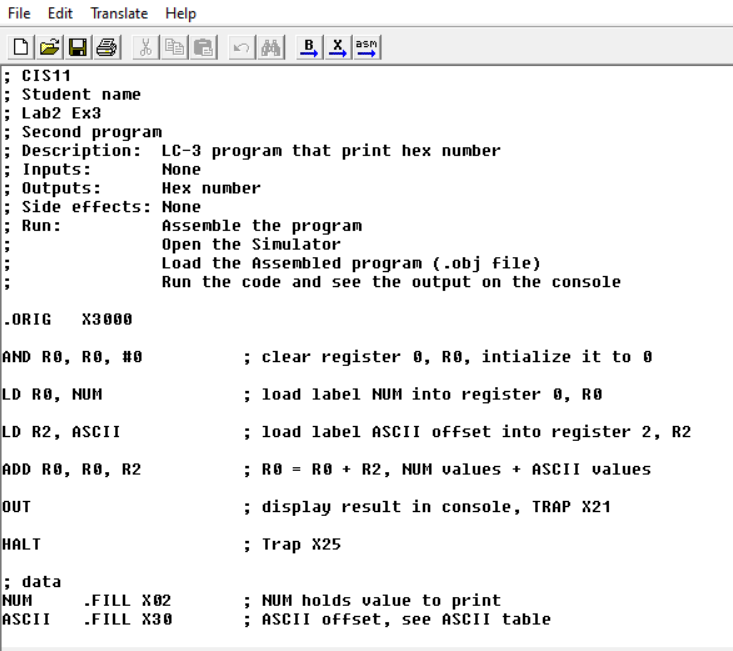 File Edit Translate Help
B X asm
; CIS11
; Student name
; Lab2 Ex3
; Second program
; Description: LC-3 program that print hex number
; Inputs: None
; Outputs: Hex number
; Side effects: None
; Run: Assemble the program
; Open the Simulator
; Load the Assembled program (.obj file)
; Run the code and see the output on the console
.ORIG X3000
AND R0, R0, #0 ; clear register 0, R0, intialize it to 0
LD R0, NUM ; load label NUM into register 0, R0
LD R2, ASCII ; load label ASCII offset into register 2, R2
ADD R0, R0, R2 ; R0 = R0 + R2, NUM values + ASCII values
OUT ; display result in console, TRAP X21
HALT ; Trap X25
; data
NUM .FILL X02 ; NUM holds value to print
ASCII .FILL X30 ; ASCII offset, see ASCII table